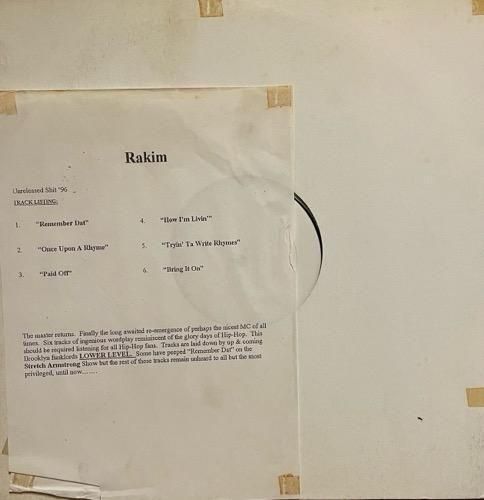 Rakim
Unreleased Shit '96
TRACK LISTING:
1. "Remember Dat"
2. "Once Upon A Rhyme"
3. "Paid Off"
4. "How I'm Livin'"
5. "Tryin' Ta Write Rhymes"
6. "Bring It On"
The master returns. Finally the long awaited re-emergence of perhaps the nicest MC of all
times. Six tracks of ingenious wordplay reminiscent of the glory days of Hip-Hop. This
should be required listening for all Hip-Hop fans. Tracks are laid down by up & coming
Brooklyn funklords LOWER LEVEL. Some have peeped "Remember Dat" on the
Stretch Armstrong Show but the rest of these tracks remain unheard to all but the most
privileged, until now.......